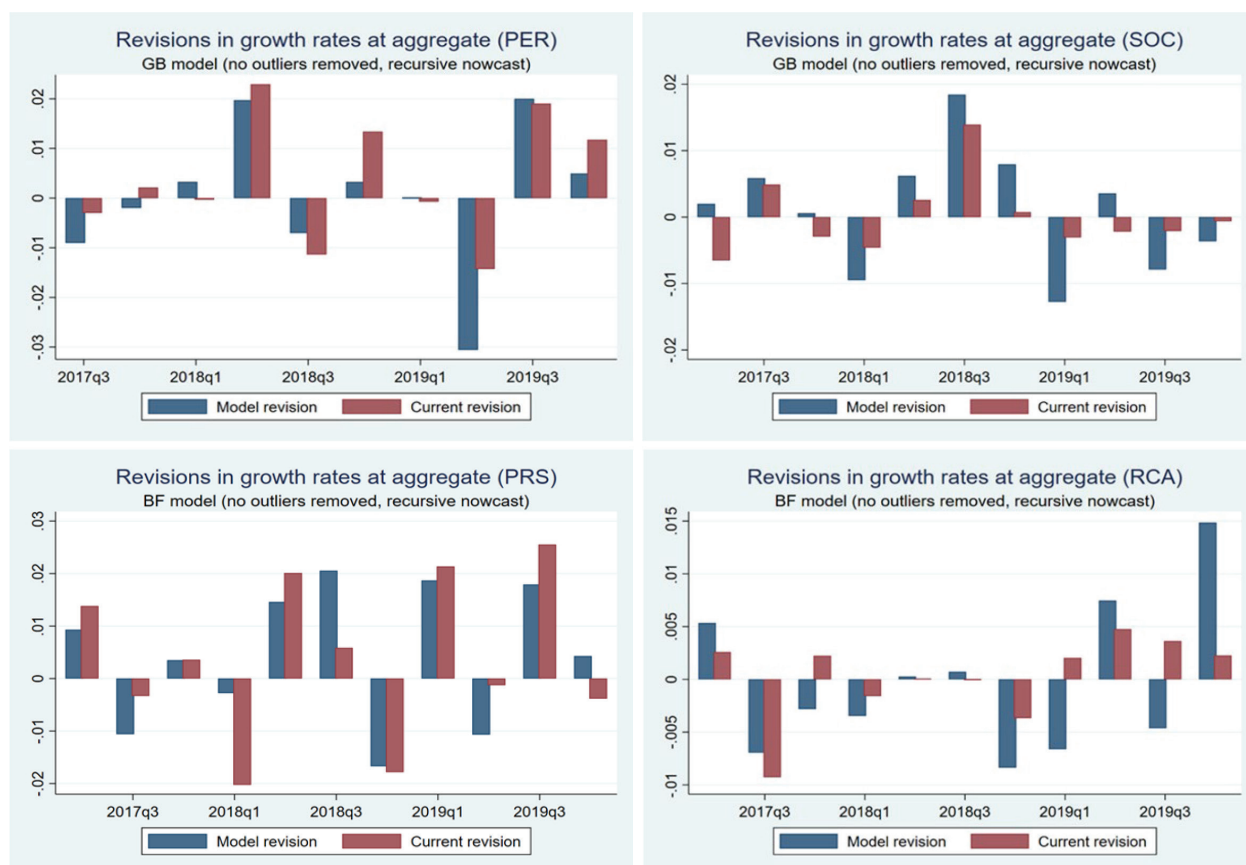 Revisions in growth rates at aggregate (PER)
GB model (no outliers removed, recursive nowcast)
.02
.01
0
-.01
-.02
-.03
2017q3 2018q1 2018q3 2019q1 2019q3
Model revision Current revision
Revisions in growth rates at aggregate (SOC)
GB model (no outliers removed, recursive nowcast)
.02
.01
0
-.01
-.02
2017q3 2018q1 2018q3 2019q1 2019q3
Model revision Current revision
Revisions in growth rates at aggregate (PRS)
BF model (no outliers removed, recursive nowcast)
.03
.02
.01
0
-.01
-.02
2017q3 2018q1 2018q3 2019q1 2019q3
Model revision Current revision
Revisions in growth rates at aggregate (RCA)
BF model (no outliers removed, recursive nowcast)
.015
.01
.005
0
-.005
-.01
2017q3 2018q1 2018q3 2019q1 2019q3
Model revision Current revision